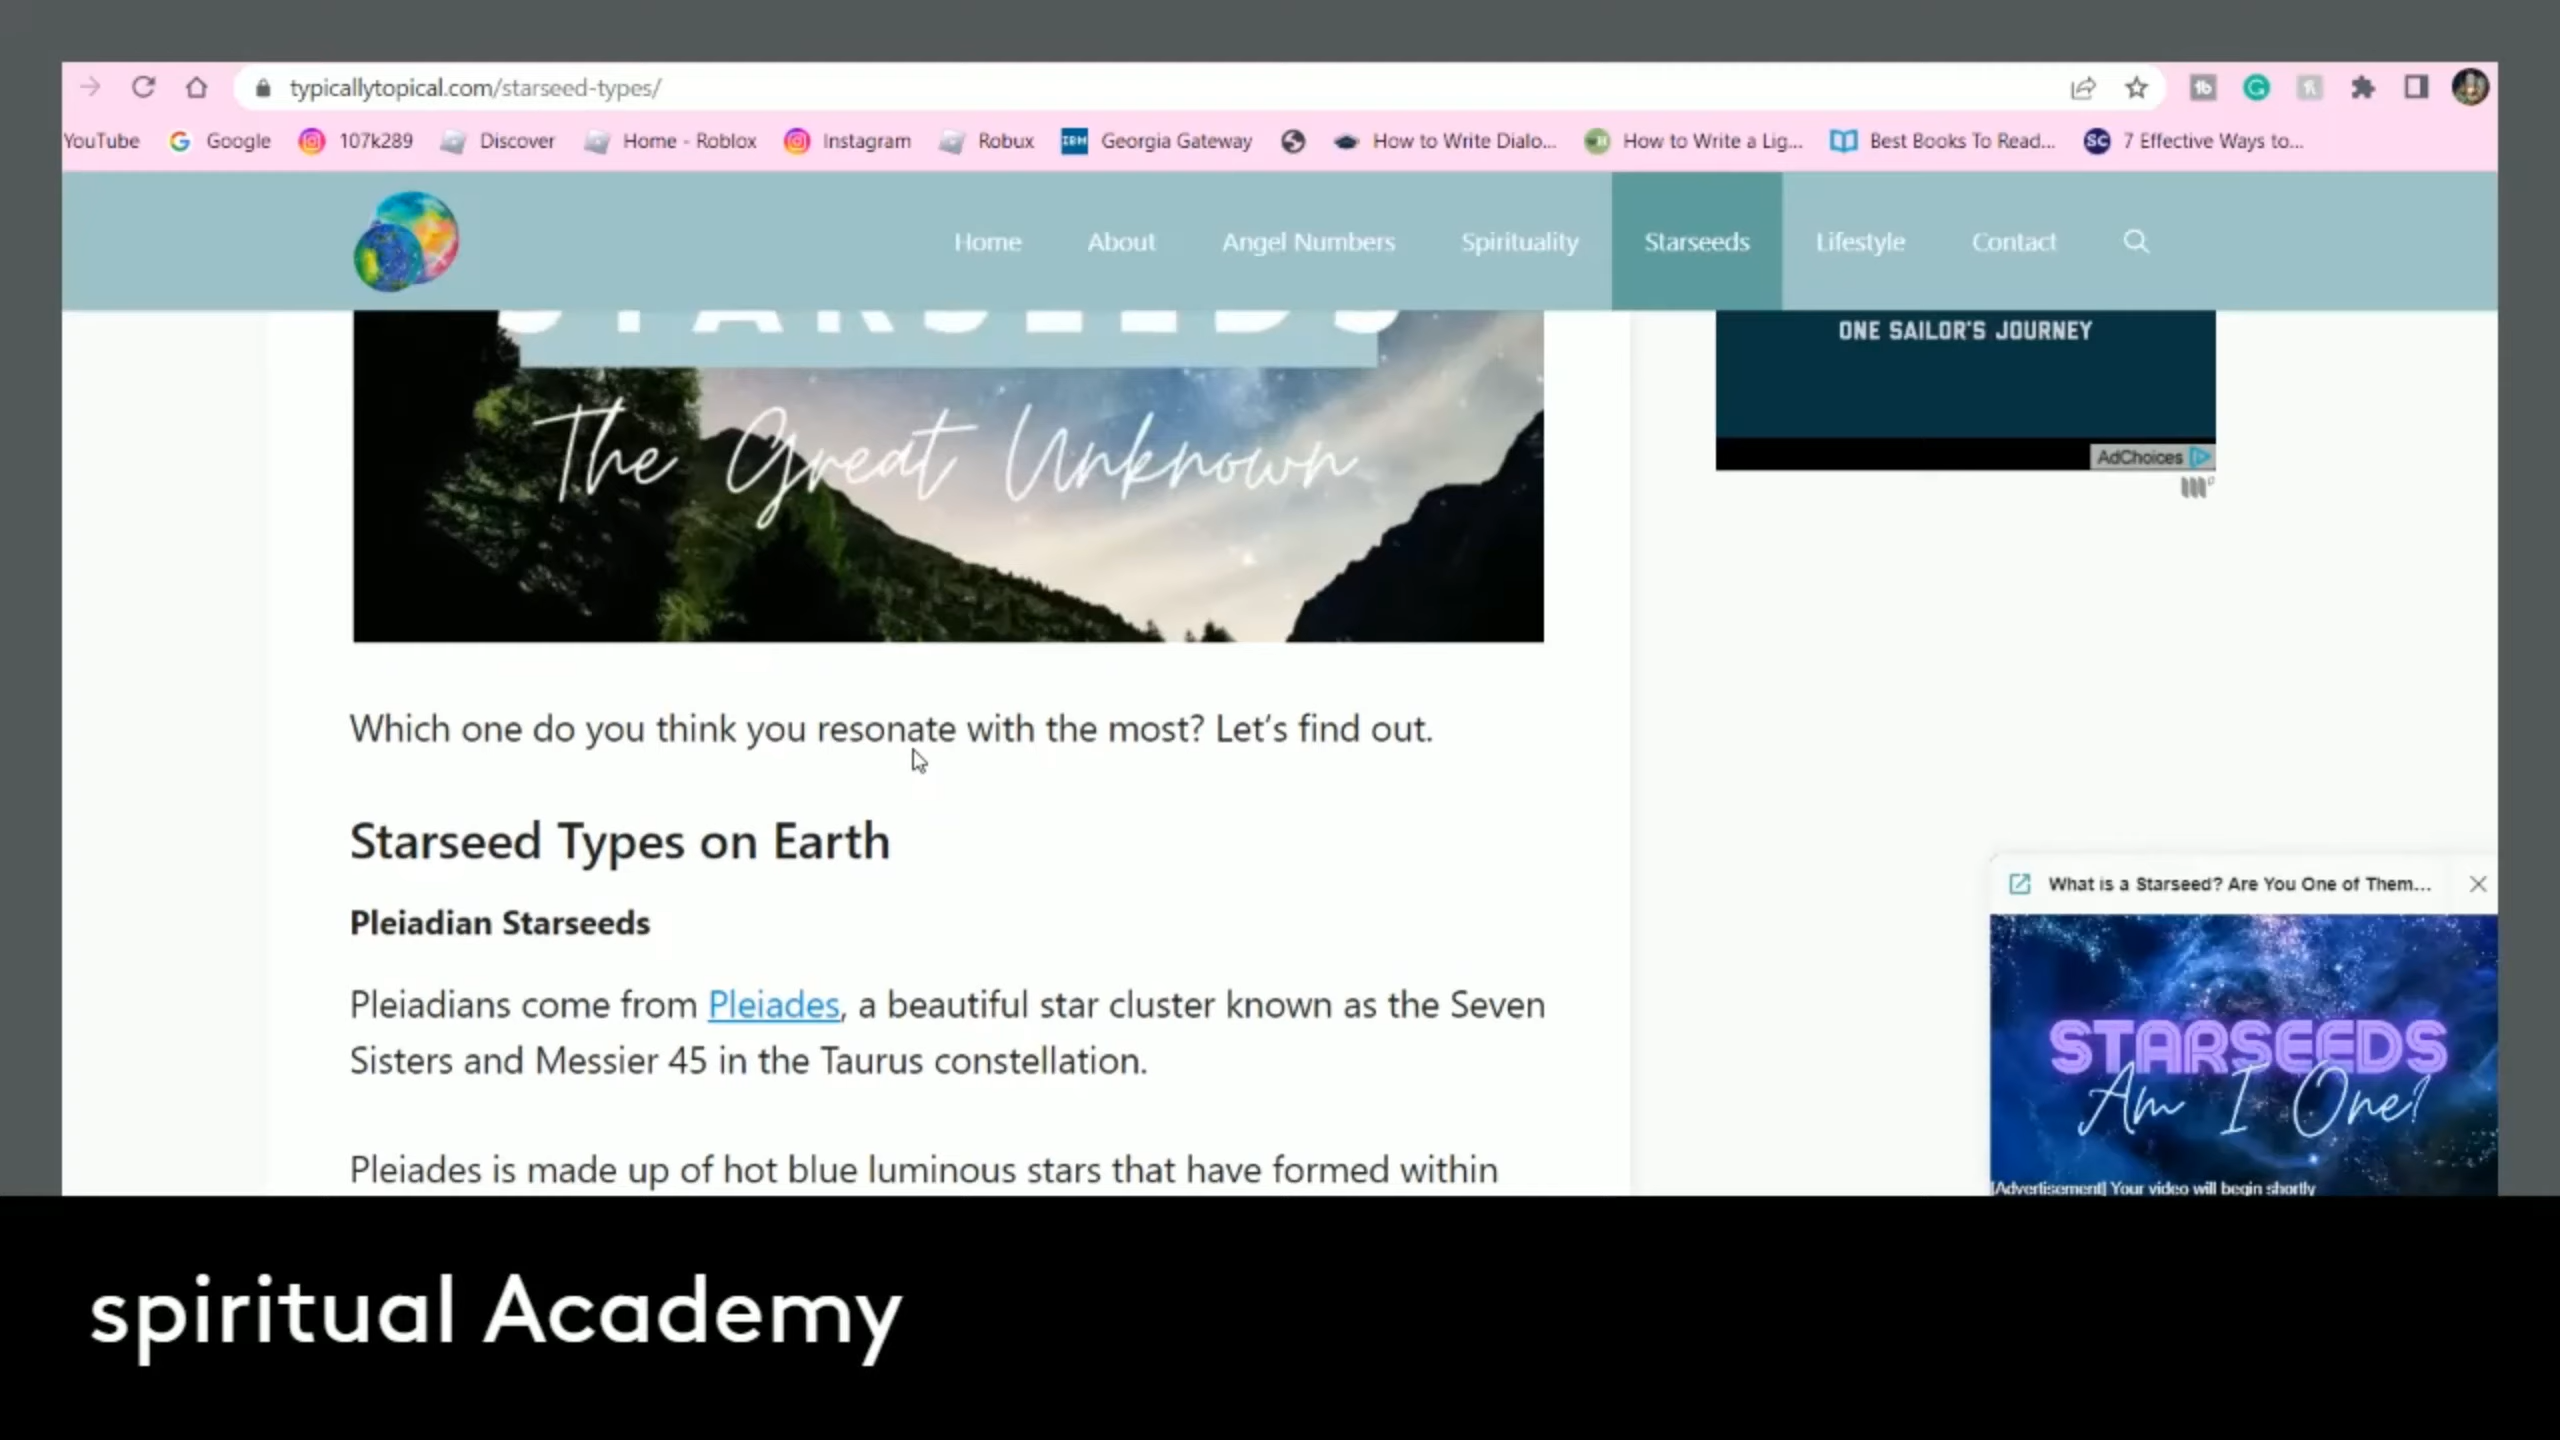 typicallytopical.com/starseed-types/
YouTube Google 107k289 Discover Home - Roblox Instagram Robux IBM Georgia Gateway How to Write Dialo... How to Write a Lig... Best Books To Read... SC 7 Effective Ways to...
Home About Angel Numbers Spirituality Starseeds Lifestyle Contact
STARSEEDS
The Great Unknown
ONE SAILOR'S JOURNEY
AdChoices
Which one do you think you resonate with the most? Let's find out.
Starseed Types on Earth
Pleiadian Starseeds
Pleiadians come from Pleiades, a beautiful star cluster known as the Seven
Sisters and Messier 45 in the Taurus constellation.
Pleiades is made up of hot blue luminous stars that have formed within
What is a Starseed? Are You One of Them...
STARSEEDS
Am I One?
[Advertisement] Your video will begin shortly
spiritual Academy